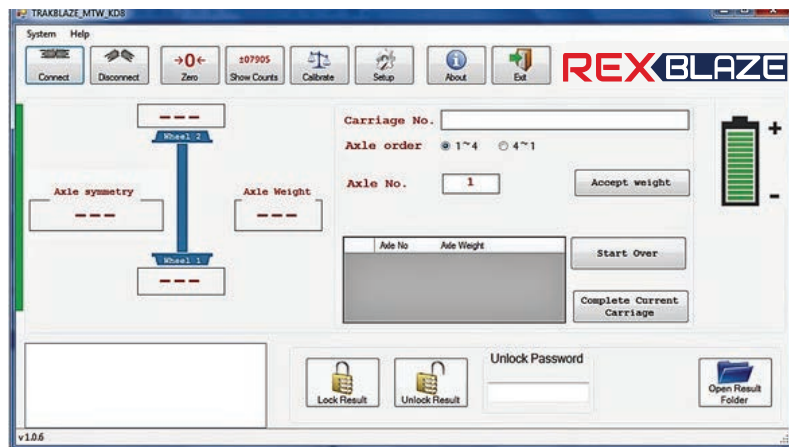 TRAKBLAZE_MTW_KDB
System Help
→0← ±07905
Connect Disconnect Zero Show Counts Calibrate Setup About Exit
REXBLAZE
--- Carriage No.
Wheel 2 Axle order 1~4 4~1 +
Axle symmetry Axle Weight Axle No. 1 Accept weight -
--- ---
Axle No Axle Weight Start Over
Wheel 1
---
Complete Current
Carriage
Unlock Password
Lock Result Unlock Result
Open Result
Folder
v1.0.6